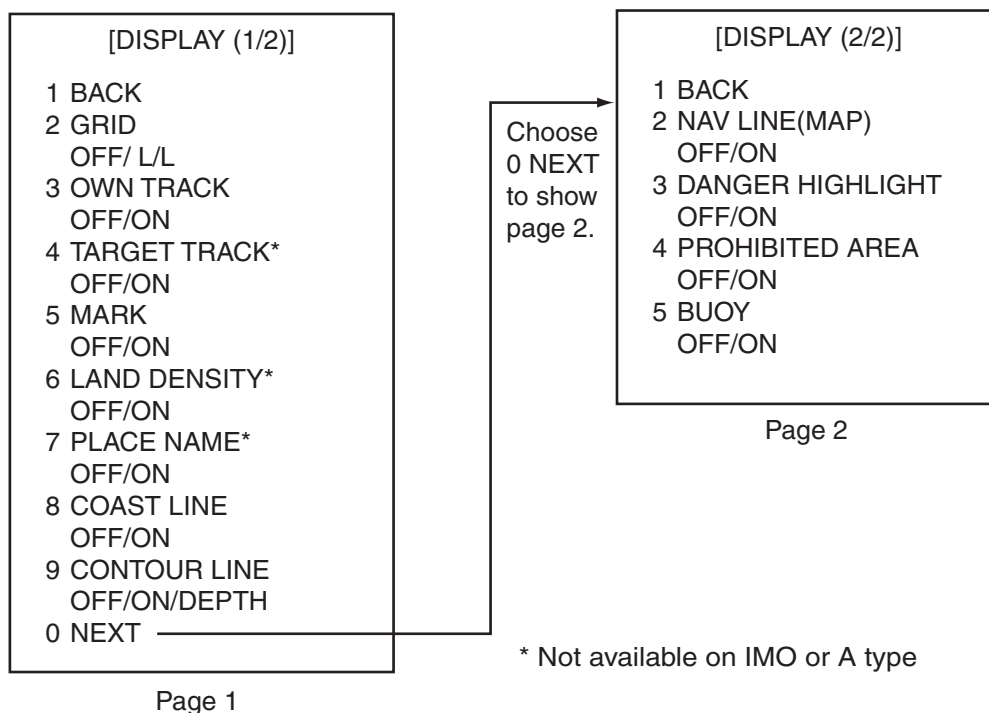 [DISPLAY (1/2)]
1 BACK
2 GRID
OFF/ L/L
3 OWN TRACK
OFF/ON
4 TARGET TRACK*
OFF/ON
5 MARK
OFF/ON
6 LAND DENSITY*
OFF/ON
7 PLACE NAME*
OFF/ON
8 COAST LINE
OFF/ON
9 CONTOUR LINE
OFF/ON/DEPTH
0 NEXT
Page 1
Choose
0 NEXT
to show
page 2.
[DISPLAY (2/2)]
1 BACK
2 NAV LINE(MAP)
OFF/ON
3 DANGER HIGHLIGHT
OFF/ON
4 PROHIBITED AREA
OFF/ON
5 BUOY
OFF/ON
Page 2
* Not available on IMO or A type